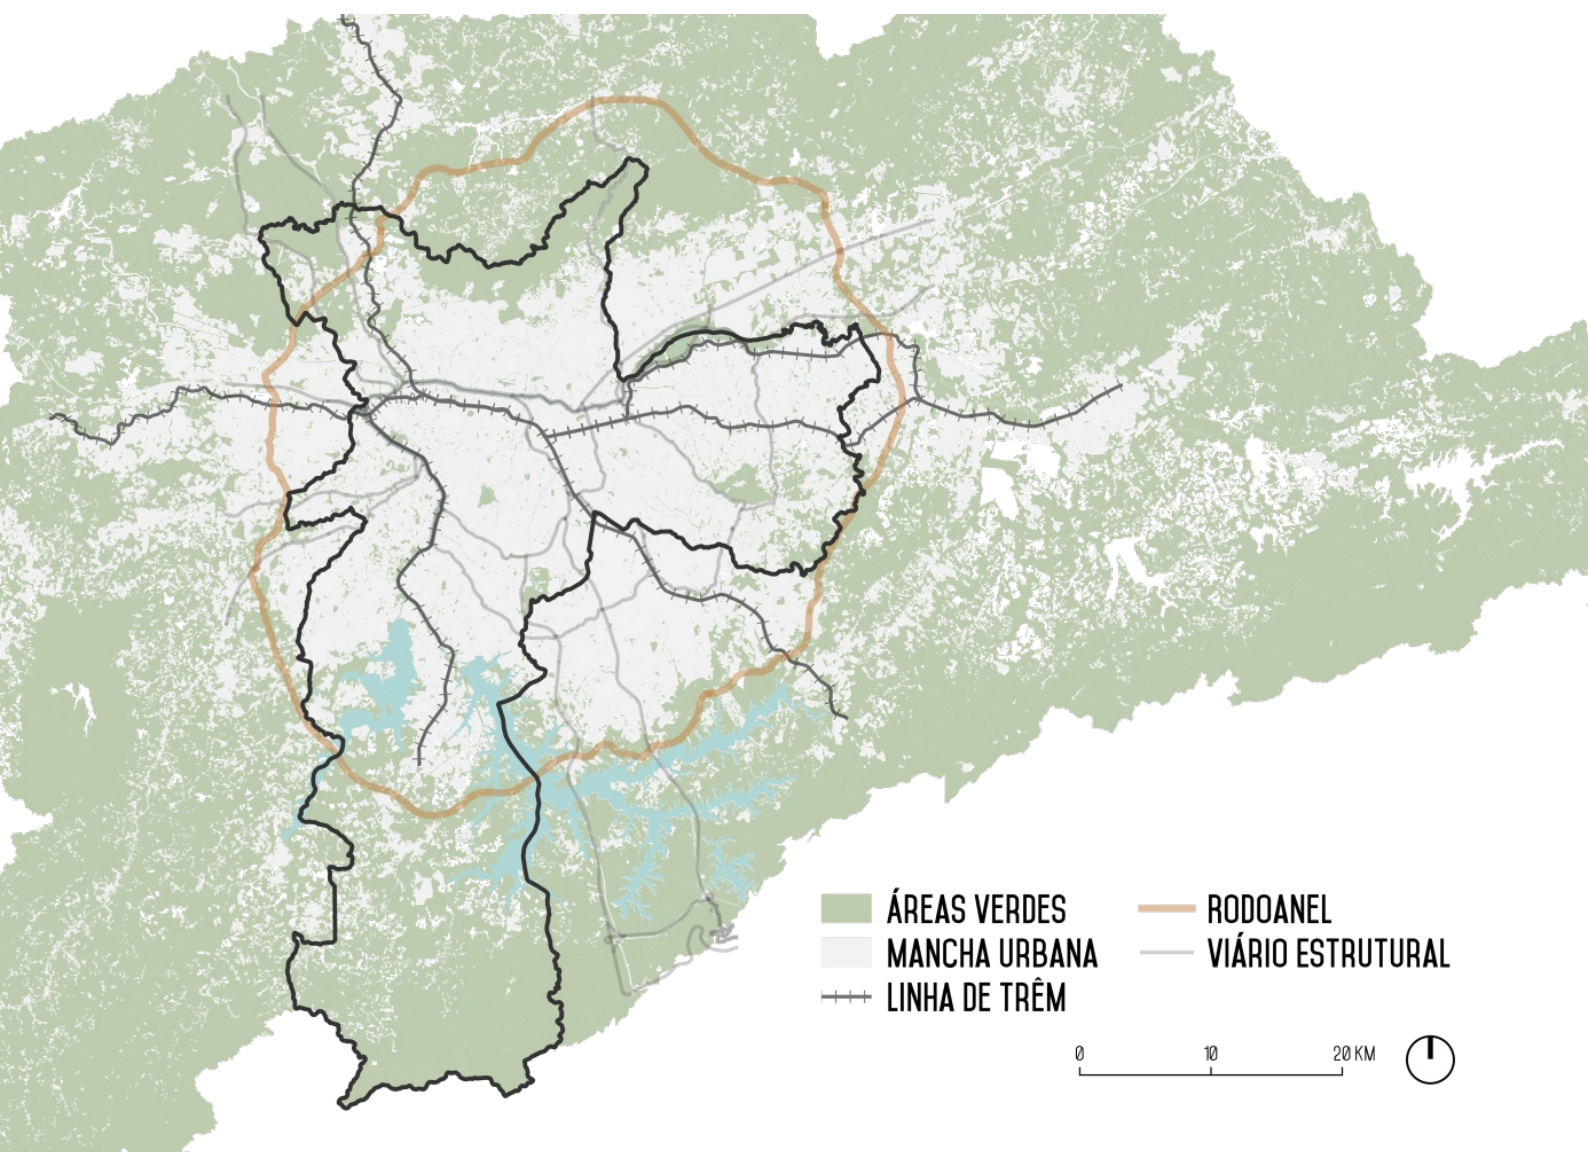 ÁREAS VERDES
MANCHA URBANA
LINHA DE TRÊM
RODOANEL
VIÁRIO ESTRUTURAL
0 10 20 KM